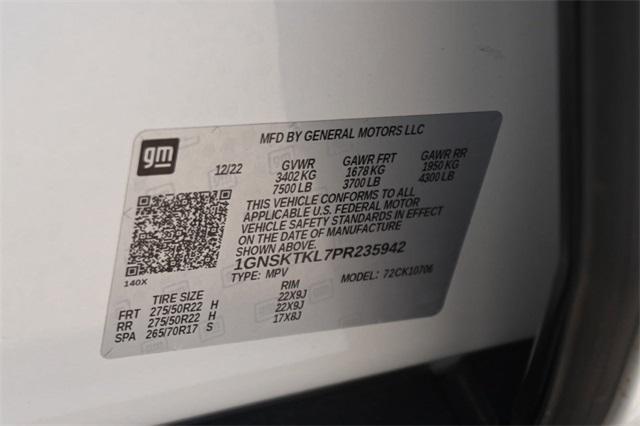 MFD BY GENERAL MOTORS LLC
gm
12/22 GVWR GAWR FRT GAWR RR
3402 KG 1678 KG 1950 KG
7500 LB 3700 LB 4300 LB
THIS VEHICLE CONFORMS TO ALL
APPLICABLE U.S. FEDERAL MOTOR
VEHICLE SAFETY STANDARDS IN EFFECT
ON THE DATE OF MANUFACTURE
SHOWN ABOVE.
1GNSKTKL7PR235942
140X
TYPE: MPV MODEL: 72CK10706
TIRE SIZE RIM
FRT 275/50R22 H 22X9J
RR 275/50R22 H 22X9J
SPA 265/70R17 S 17X8J